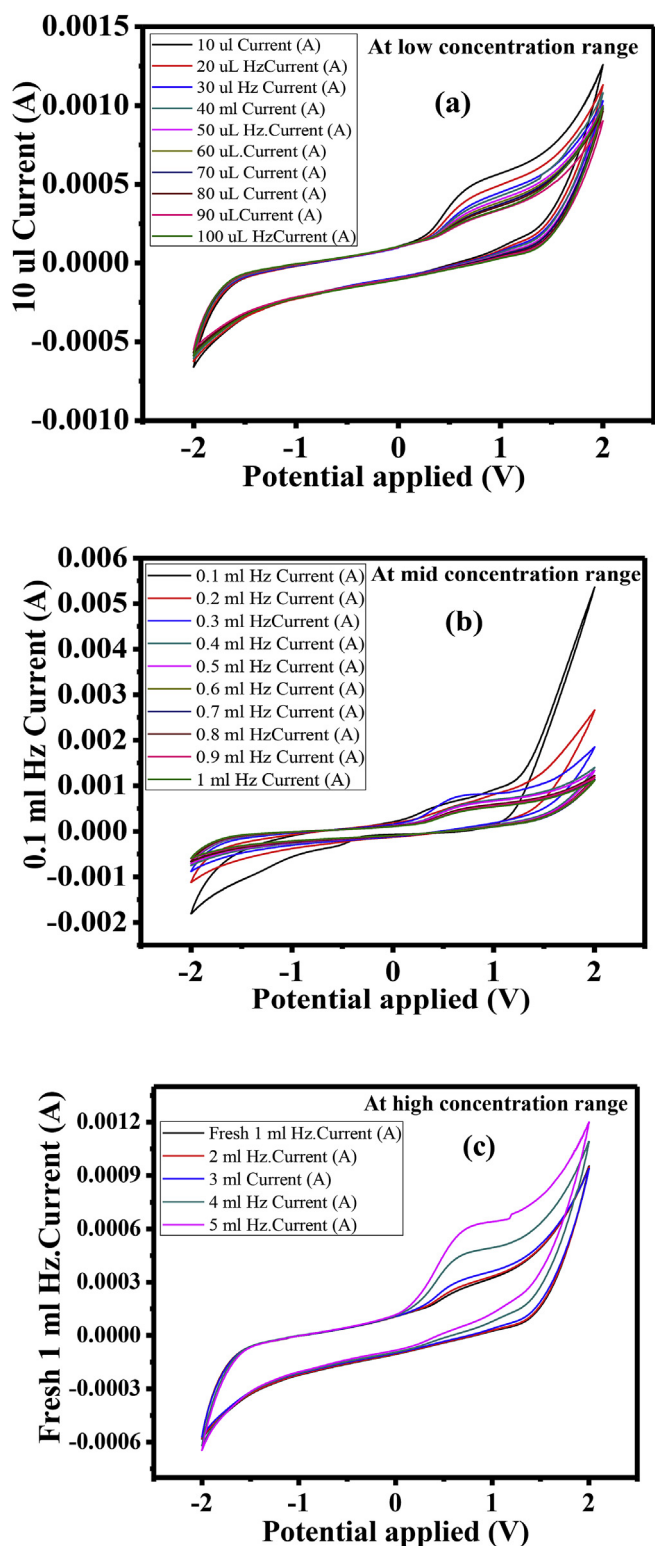 At low concentration range
(a)
10 ul Current (A)
20 uL HzCurrent (A)
30 ul Hz Current (A)
40 ml Current (A)
50 uL Hz.Current (A)
60 uL.Current (A)
70 uL Current (A)
80 uL Current (A)
90 uLCurrent (A)
100 uL HzCurrent (A)
10 ul Current (A)
0.0015
0.0010
0.0005
0.0000
-0.0005
-0.0010
-2 -1 0 1 2
Potential applied (V)
At mid concentration range
(b)
0.1 ml Hz Current (A)
0.2 ml Hz Current (A)
0.3 ml HzCurrent (A)
0.4 ml Hz Current (A)
0.5 ml Hz Current (A)
0.6 ml Hz Current (A)
0.7 ml Hz Current (A)
0.8 ml HzCurrent (A)
0.9 ml Hz Current (A)
1 ml Hz Current (A)
0.1 ml Hz Current (A)
0.006
0.005
0.004
0.003
0.002
0.001
0.000
-0.001
-0.002
-2 -1 0 1 2
Potential applied (V)
At high concentration range
(c)
Fresh 1 ml Hz.Current (A)
2 ml Hz.Current (A)
3 ml Current (A)
4 ml Hz Current (A)
5 ml Hz.Current (A)
Fresh 1 ml Hz.Current (A)
0.0012
0.0009
0.0006
0.0003
0.0000
-0.0003
-0.0006
-2 -1 0 1 2
Potential applied (V)